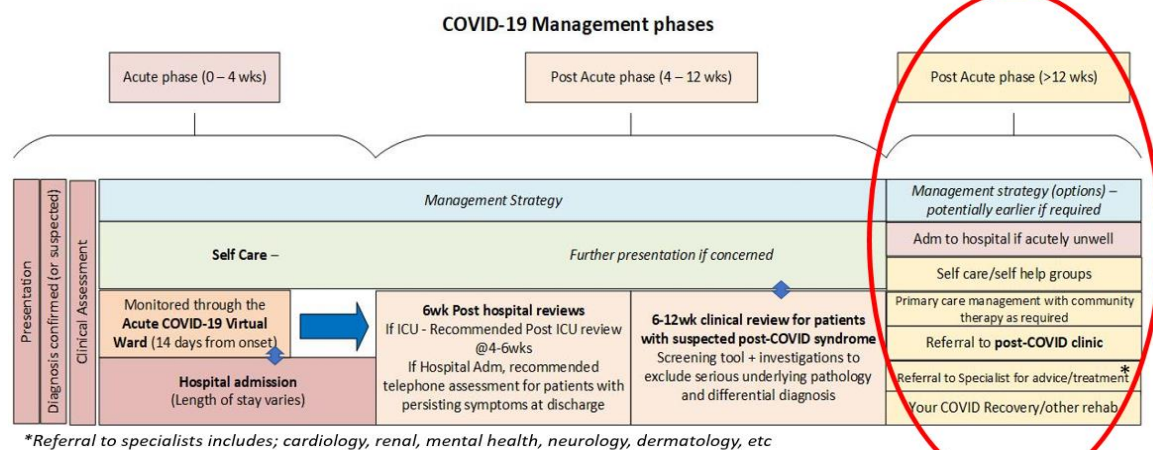 COVID-19 Management phases
Acute phase (0 – 4 wks)
Post Acute phase (4 – 12 wks)
Post Acute phase (>12 wks)
Presentation
Diagnosis confirmed (or suspected)
Clinical Assessment
Management Strategy
Self Care –
Further presentation if concerned
Monitored through the
Acute COVID-19 Virtual
Ward (14 days from onset)
Hospital admission
(Length of stay varies)
6wk Post hospital reviews
If ICU - Recommended Post ICU review
@4-6wks
If Hospital Adm, recommended
telephone assessment for patients with
persisting symptoms at discharge
6-12wk clinical review for patients
with suspected post-COVID syndrome
Screening tool + investigations to
exclude serious underlying pathology
and differential diagnosis
Management strategy (options) –
potentially earlier if required
Adm to hospital if acutely unwell
Self care/self help groups
Primary care management with community
therapy as required
Referral to post-COVID clinic
Referral to Specialist for advice/treatment*
Your COVID Recovery/other rehab
*Referral to specialists includes; cardiology, renal, mental health, neurology, dermatology, etc